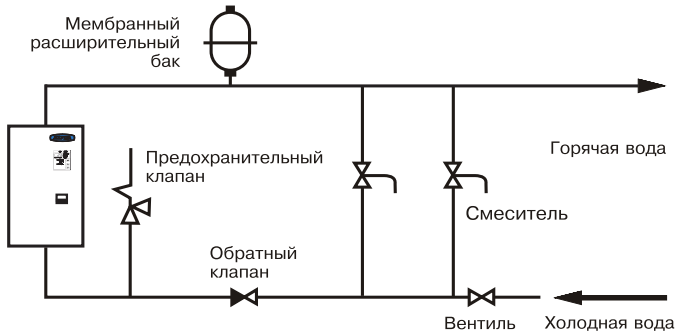 Мембранный
расширительный
бак
Горячая вода
Предохранительный
клапан
Смеситель
Обратный
клапан
Вентиль
Холодная вода